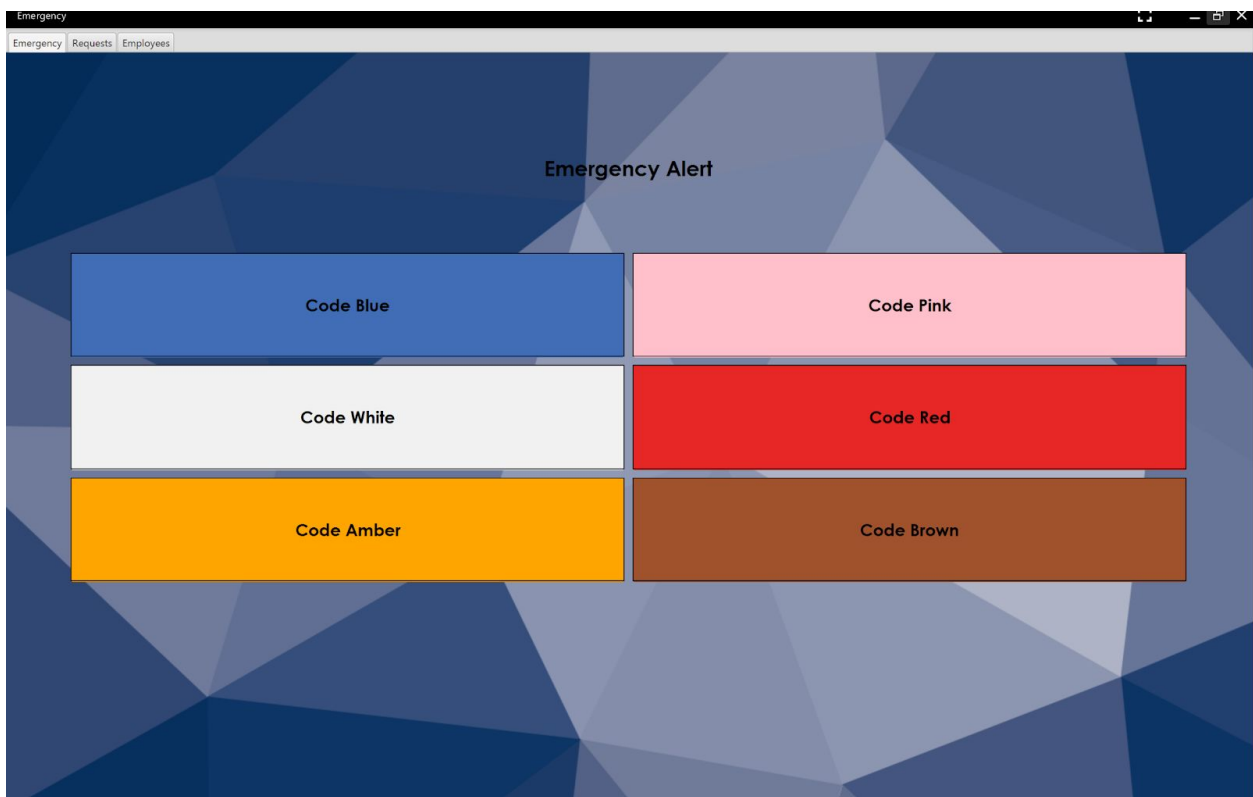 Emergency
Emergency Requests Employees
Emergency Alert
Code Blue Code Pink
Code White Code Red
Code Amber Code Brown